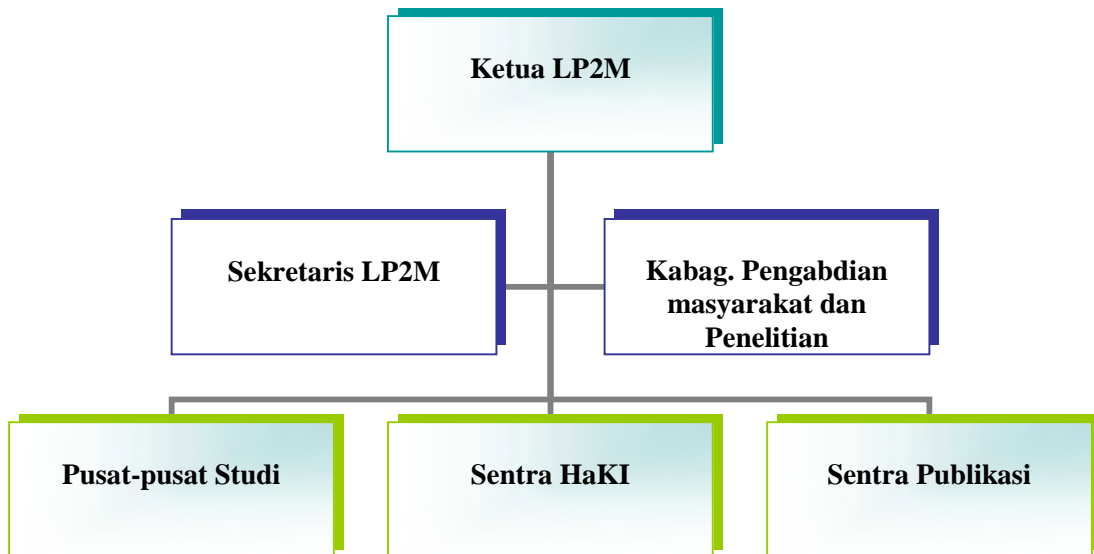 Ketua LP2M
Sekretaris LP2M
Kabag. Pengabdian
masyarakat dan
Penelitian
Pusat-pusat Studi
Sentra HaKI
Sentra Publikasi